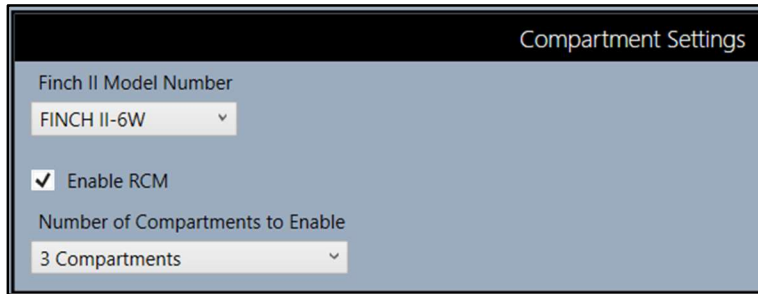 Compartment Settings
Finch II Model Number
FINCH II-6W
Enable RCM
Number of Compartments to Enable
3 Compartments